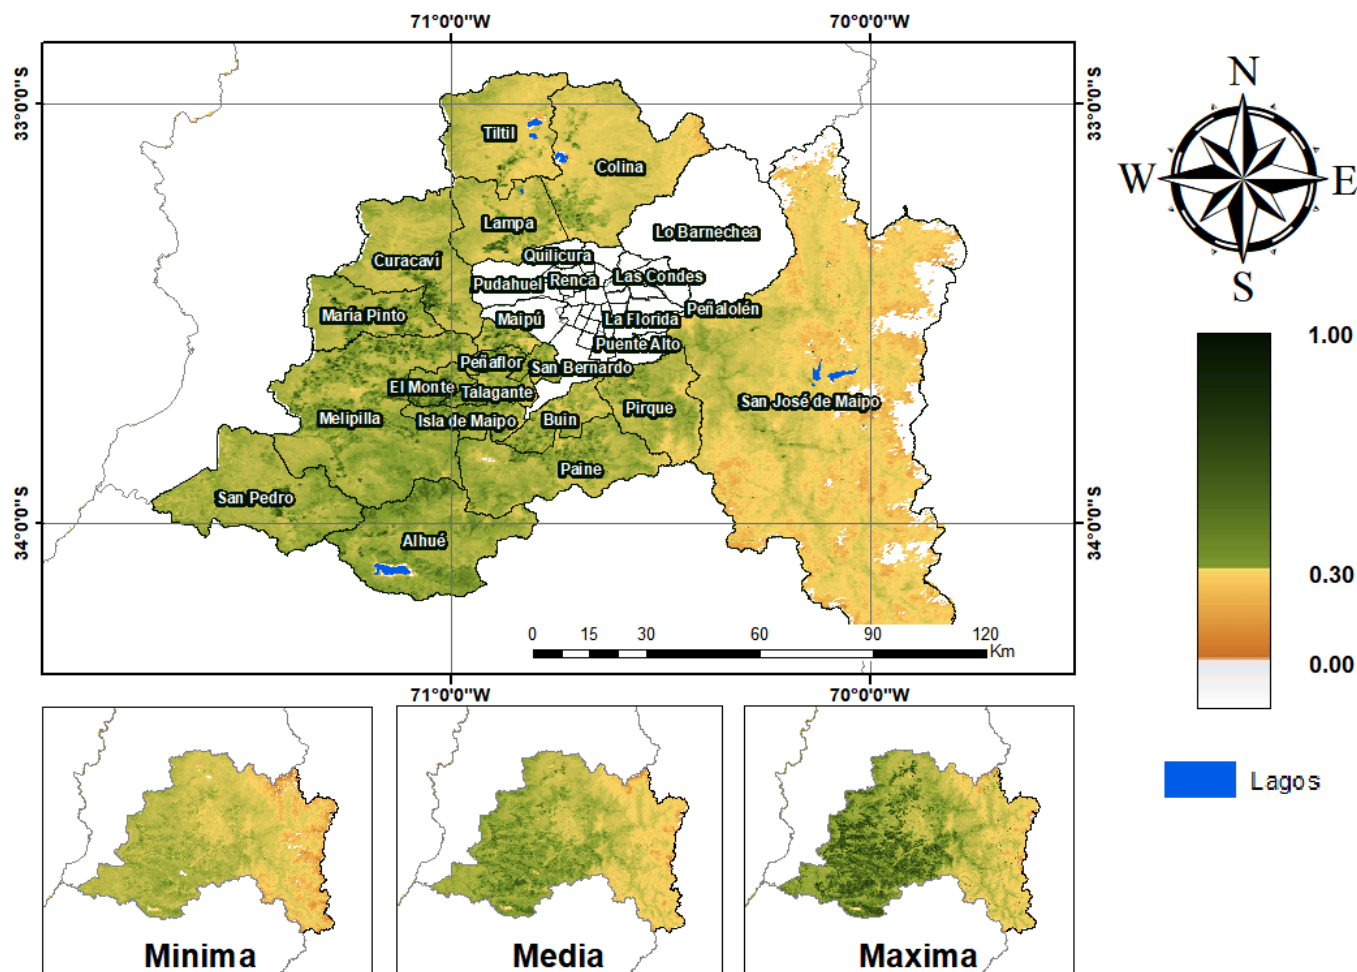 71°0'0"W
70°0'0"W
33°0'0"S
33°0'0"S
N
W
E
S
Tiltil
Colina
Lampa
Lo Barnechea
Quilicura
Curacaví
Pudahuel
Renca
Las Condes
María Pinto
Maipú
La Florida
Peñalolén
Puente Alto
Peñaflor
San Bernardo
El Monte
Talagante
San José de Maipo
Melipilla
Isla de Maipo
Buin
Pirque
Paine
San Pedro
Alhué
34°0'0"S
34°0'0"S
0 15 30 60 90 120
Km
71°0'0"W
70°0'0"W
1.00
0.30
0.00
Lagos
Minima
Media
Maxima